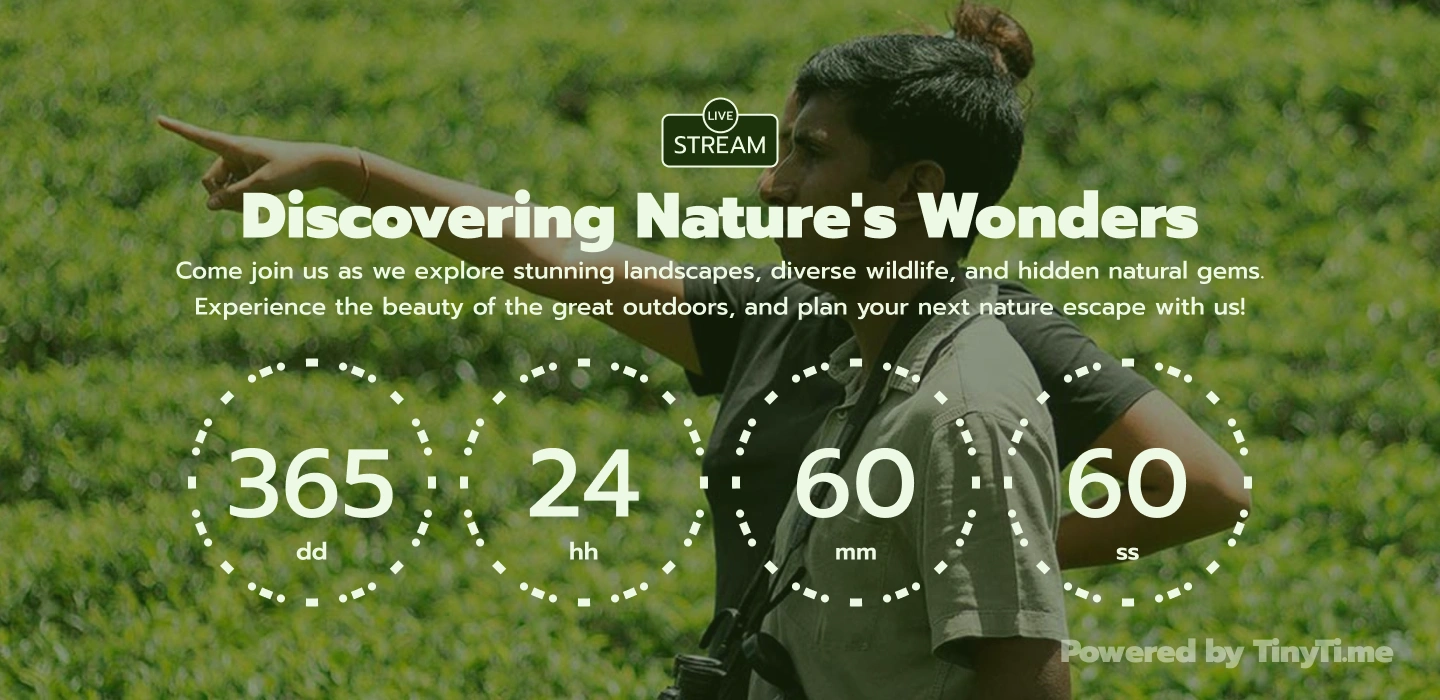 LIVE
STREAM
Discovering Nature's Wonders
Come join us as we explore stunning landscapes, diverse wildlife, and hidden natural gems.
Experience the beauty of the great outdoors, and plan your next nature escape with us!
365 24 60 60
dd hh mm ss
Powered by TinyTi.me